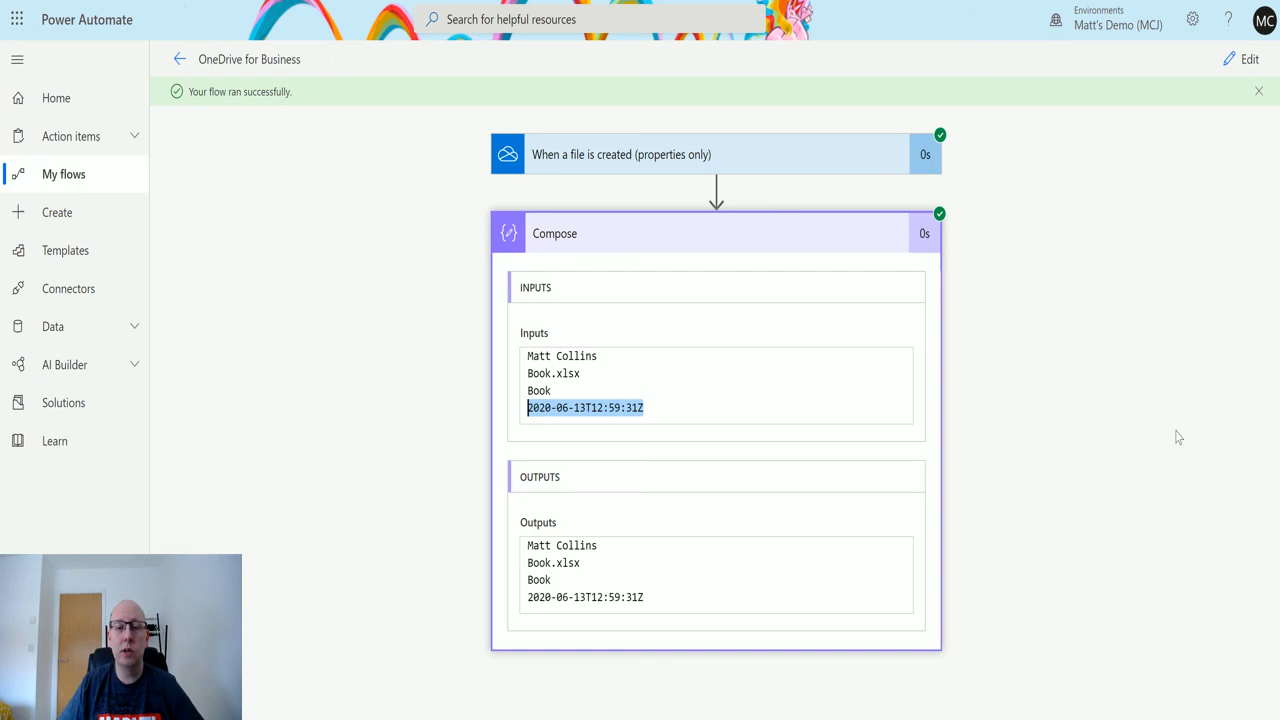 Power Automate
Search for helpful resources
Environments
Matt's Demo (MCJ)
?
MC
OneDrive for Business
Edit
Your flow ran successfully.
Home
Action items
My flows
Create
Templates
Connectors
Data
AI Builder
Solutions
Learn
When a file is created (properties only)
0s
Compose
0s
INPUTS
Inputs
Matt Collins
Book.xlsx
Book
2020-06-13T12:59:31Z
OUTPUTS
Outputs
Matt Collins
Book.xlsx
Book
2020-06-13T12:59:31Z